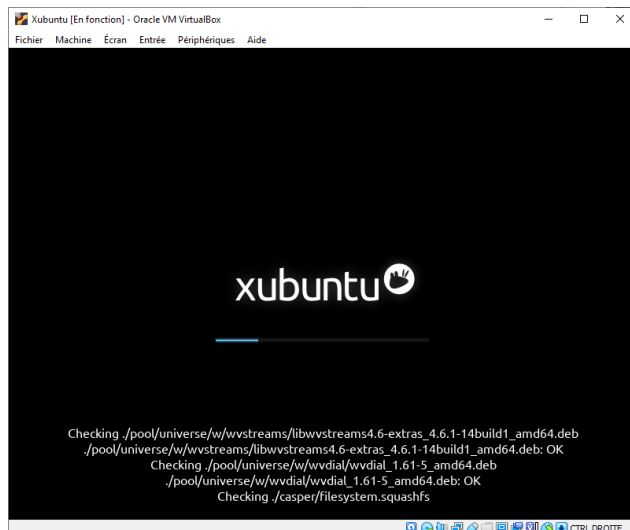 Xubuntu [En fonction] - Oracle VM VirtualBox
Fichier Machine Écran Entrée Périphériques Aide
xubuntu
Checking ./pool/universe/w/wvstreams/libwvstreams4.6-extras_4.6.1-14build1_amd64.deb
./pool/universe/w/wvstreams/libwvstreams4.6-extras_4.6.1-14build1_amd64.deb: OK
Checking ./pool/universe/w/wvdial/wvdial_1.61-5_amd64.deb
./pool/universe/w/wvdial/wvdial_1.61-5_amd64.deb: OK
Checking ./casper/filesystem.squashfs
CTRL DROITE